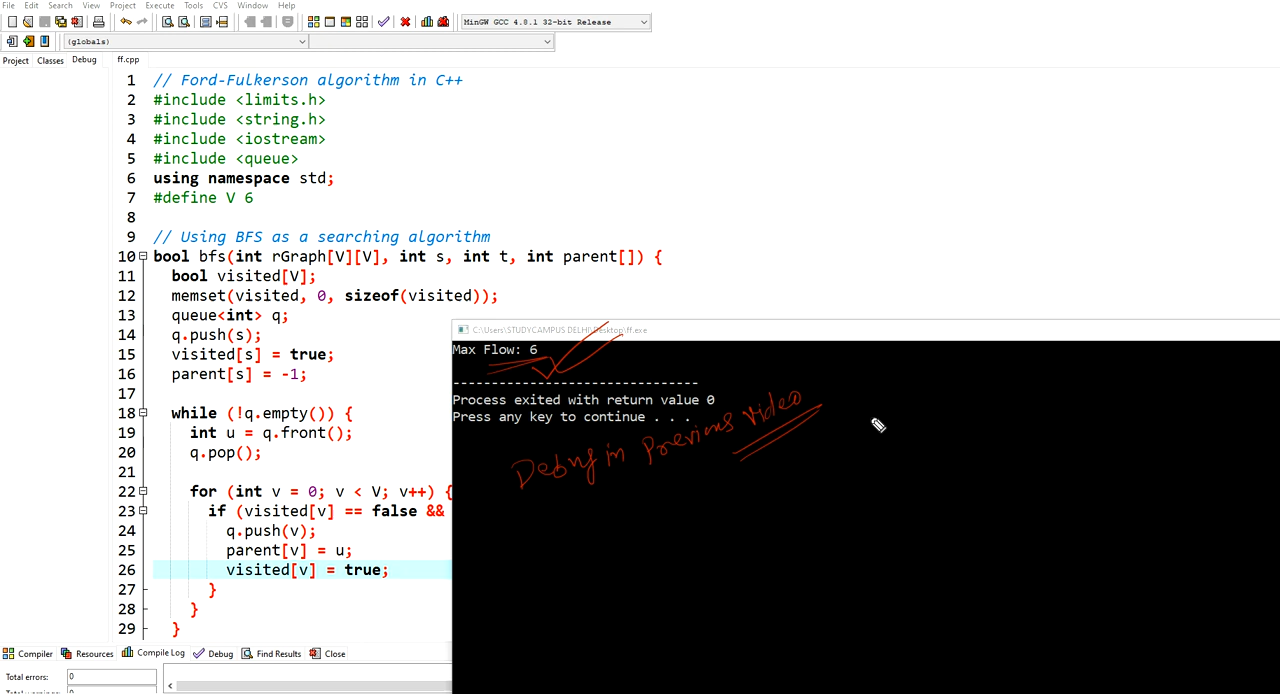 File Edit Search View Project Execute Tools CVS Window Help
MinGW GCC 4.8.1 32-bit Release
(globals)
Project Classes Debug ff.cpp
1 // Ford-Fulkerson algorithm in C++
2 #include <limits.h>
3 #include <string.h>
4 #include <iostream>
5 #include <queue>
6 using namespace std;
7 #define V 6
8
9 // Using BFS as a searching algorithm
10 bool bfs(int rGraph[V][V], int s, int t, int parent[]) {
11 bool visited[V];
12 memset(visited, 0, sizeof(visited));
13 queue<int> q;
14 q.push(s);
15 visited[s] = true;
16 parent[s] = -1;
17
18 while (!q.empty()) {
19 int u = q.front();
20 q.pop();
21
22 for (int v = 0; v < V; v++) {
23 if (visited[v] == false &&
24 q.push(v);
25 parent[v] = u;
26 visited[v] = true;
27 }
28 }
29 }
C:\Users\STUDYCAMPUS DELHI\Desktop\ff.exe
Max Flow: 6
--------------------------------
Process exited with return value 0
Press any key to continue . . .
Debug in Previous video
Compiler Resources Compile Log Debug Find Results Close
Total errors: 0